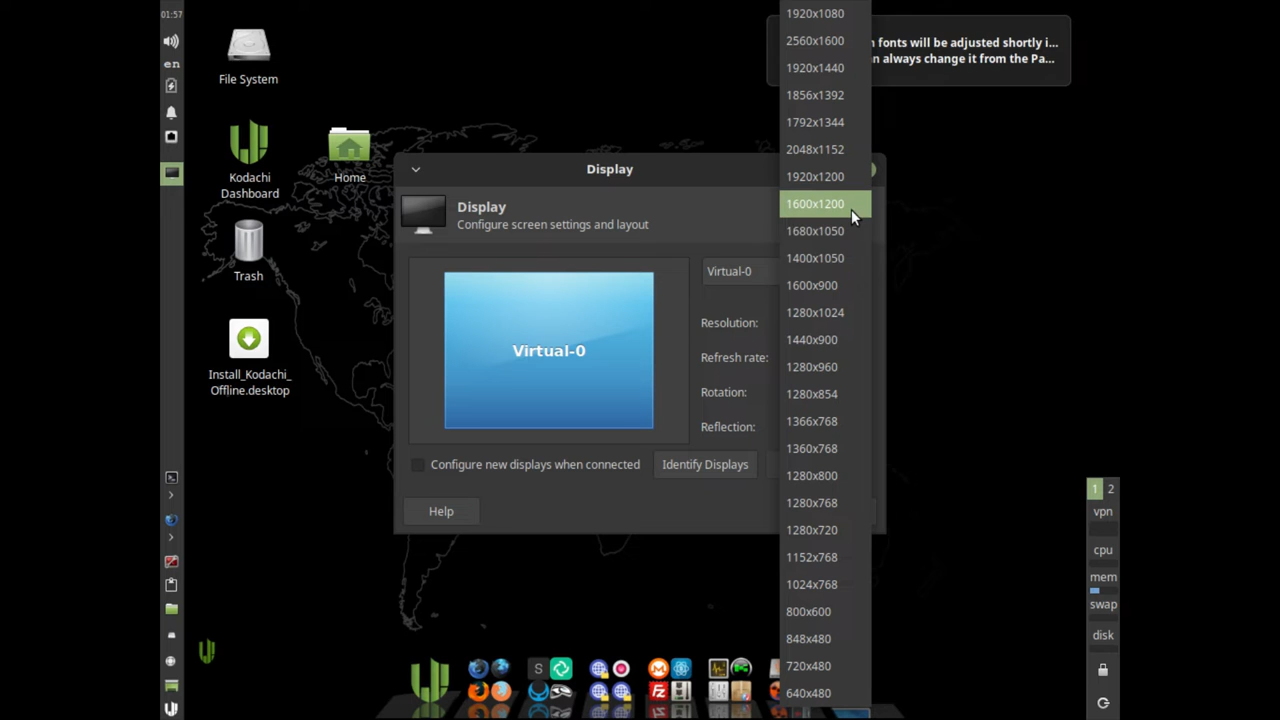 01:57
en
File System
Kodachi
Dashboard
Home
Trash
Install_Kodachi_
Offline.desktop
n fonts will be adjusted shortly i...
n always change it from the Pa...
Display
Display
Configure screen settings and layout
Virtual-0
Virtual-0
Resolution:
Refresh rate:
Rotation:
Reflection:
Configure new displays when connected
Identify Displays
Help
1920x1080
2560x1600
1920x1440
1856x1392
1792x1344
2048x1152
1920x1200
1600x1200
1680x1050
1400x1050
1600x900
1280x1024
1440x900
1280x960
1280x854
1366x768
1360x768
1280x800
1280x768
1280x720
1152x768
1024x768
800x600
848x480
720x480
640x480
1 2
vpn
cpu
mem
swap
disk
S
FZ